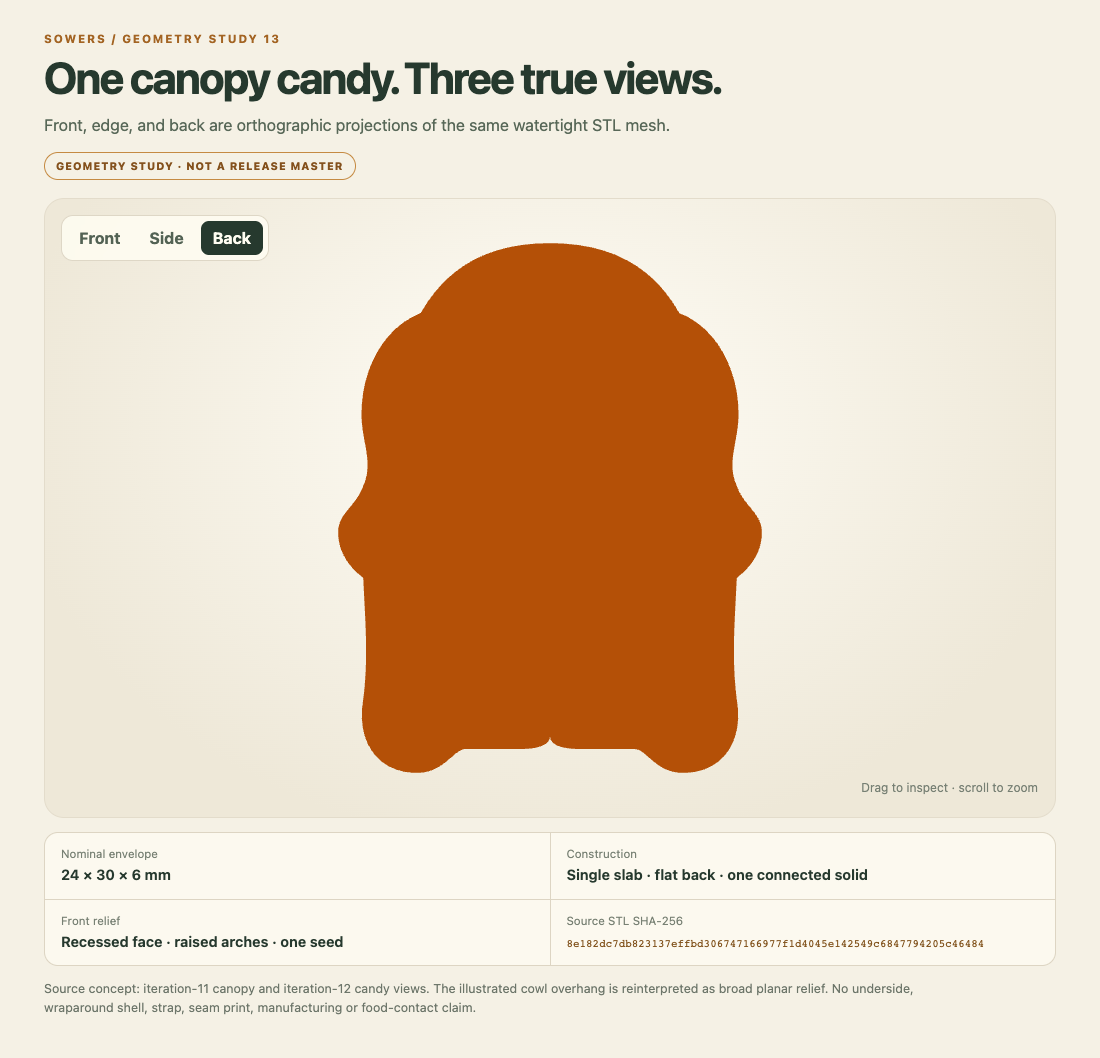 SOWERS / GEOMETRY STUDY 13
One canopy candy. Three true views.
Front, edge, and back are orthographic projections of the same watertight STL mesh.
GEOMETRY STUDY · NOT A RELEASE MASTER
Front Side Back
Drag to inspect · scroll to zoom
Nominal envelope
24 × 30 × 6 mm
Construction
Single slab · flat back · one connected solid
Front relief
Recessed face · raised arches · one seed
Source STL SHA-256
8e182dc7db823137effbd306747166977f1d4045e142549c6847794205c46484
Source concept: iteration-11 canopy and iteration-12 candy views. The illustrated cowl overhang is reinterpreted as broad planar relief. No underside,
wraparound shell, strap, seam print, manufacturing or food-contact claim.